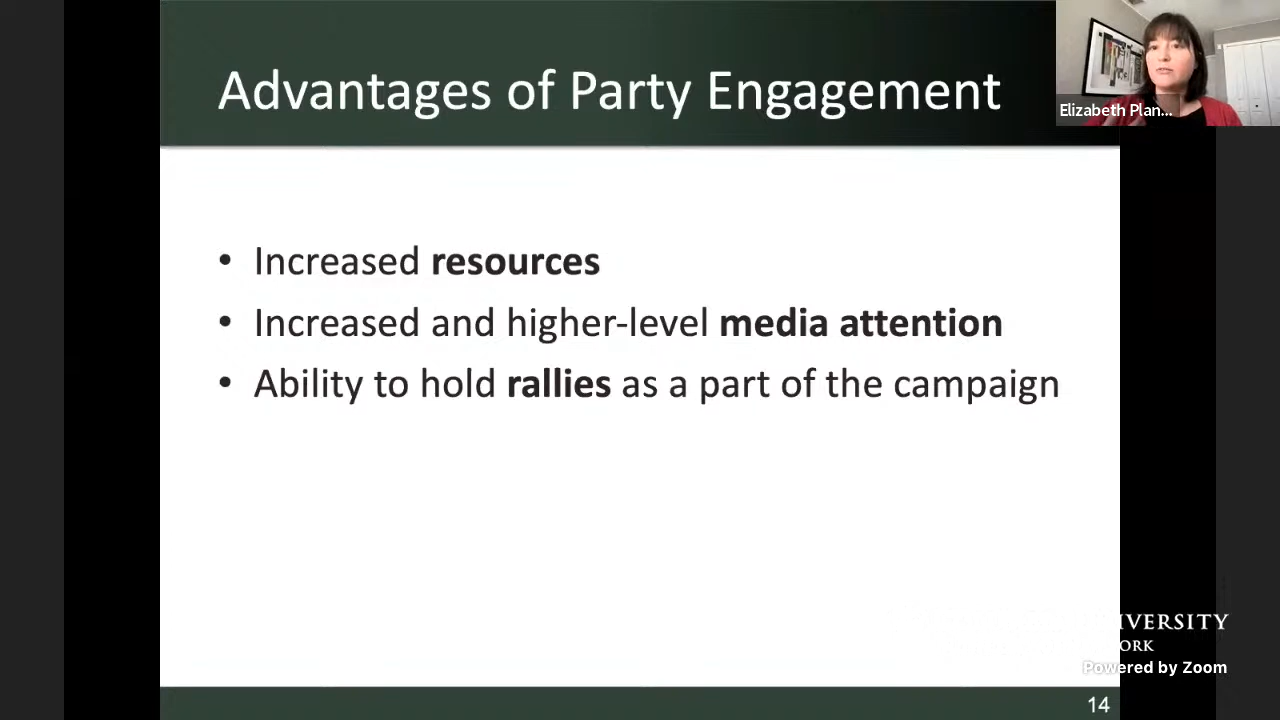 Advantages of Party Engagement
Elizabeth Plan...
• Increased resources
• Increased and higher-level media attention
• Ability to hold rallies as a part of the campaign
IVERSITY
ORK
Powered by Zoom
14